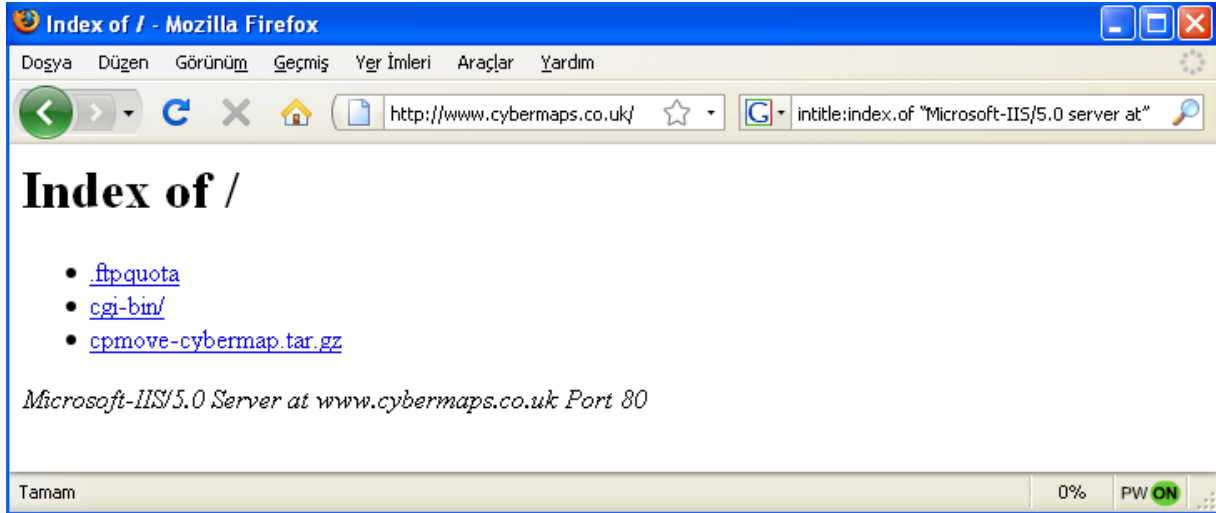 Index of / - Mozilla Firefox
Dosya Düzen Görünüm Geçmiş Yer İmleri Araçlar Yardım
http://www.cybermaps.co.uk/ G intitle:index.of “Microsoft-IIS/5.0 server at”
Index of /
.ftpquota
cgi-bin/
cpmove-cybermap.tar.gz
Microsoft-IIS/5.0 Server at www.cybermaps.co.uk Port 80
Tamam 0% PW ON